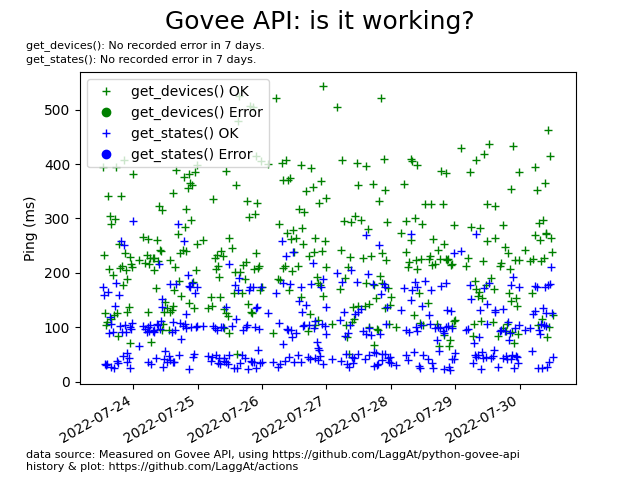 Govee API: is it working?
get_devices(): No recorded error in 7 days.
get_states(): No recorded error in 7 days.
get_devices() OK
get_devices() Error
get_states() OK
get_states() Error
Ping (ms)
500
400
300
200
100
0
2022-07-24
2022-07-25
2022-07-26
2022-07-27
2022-07-28
2022-07-29
2022-07-30
data source: Measured on Govee API, using https://github.com/LaggAt/python-govee-api
history & plot: https://github.com/LaggAt/actions